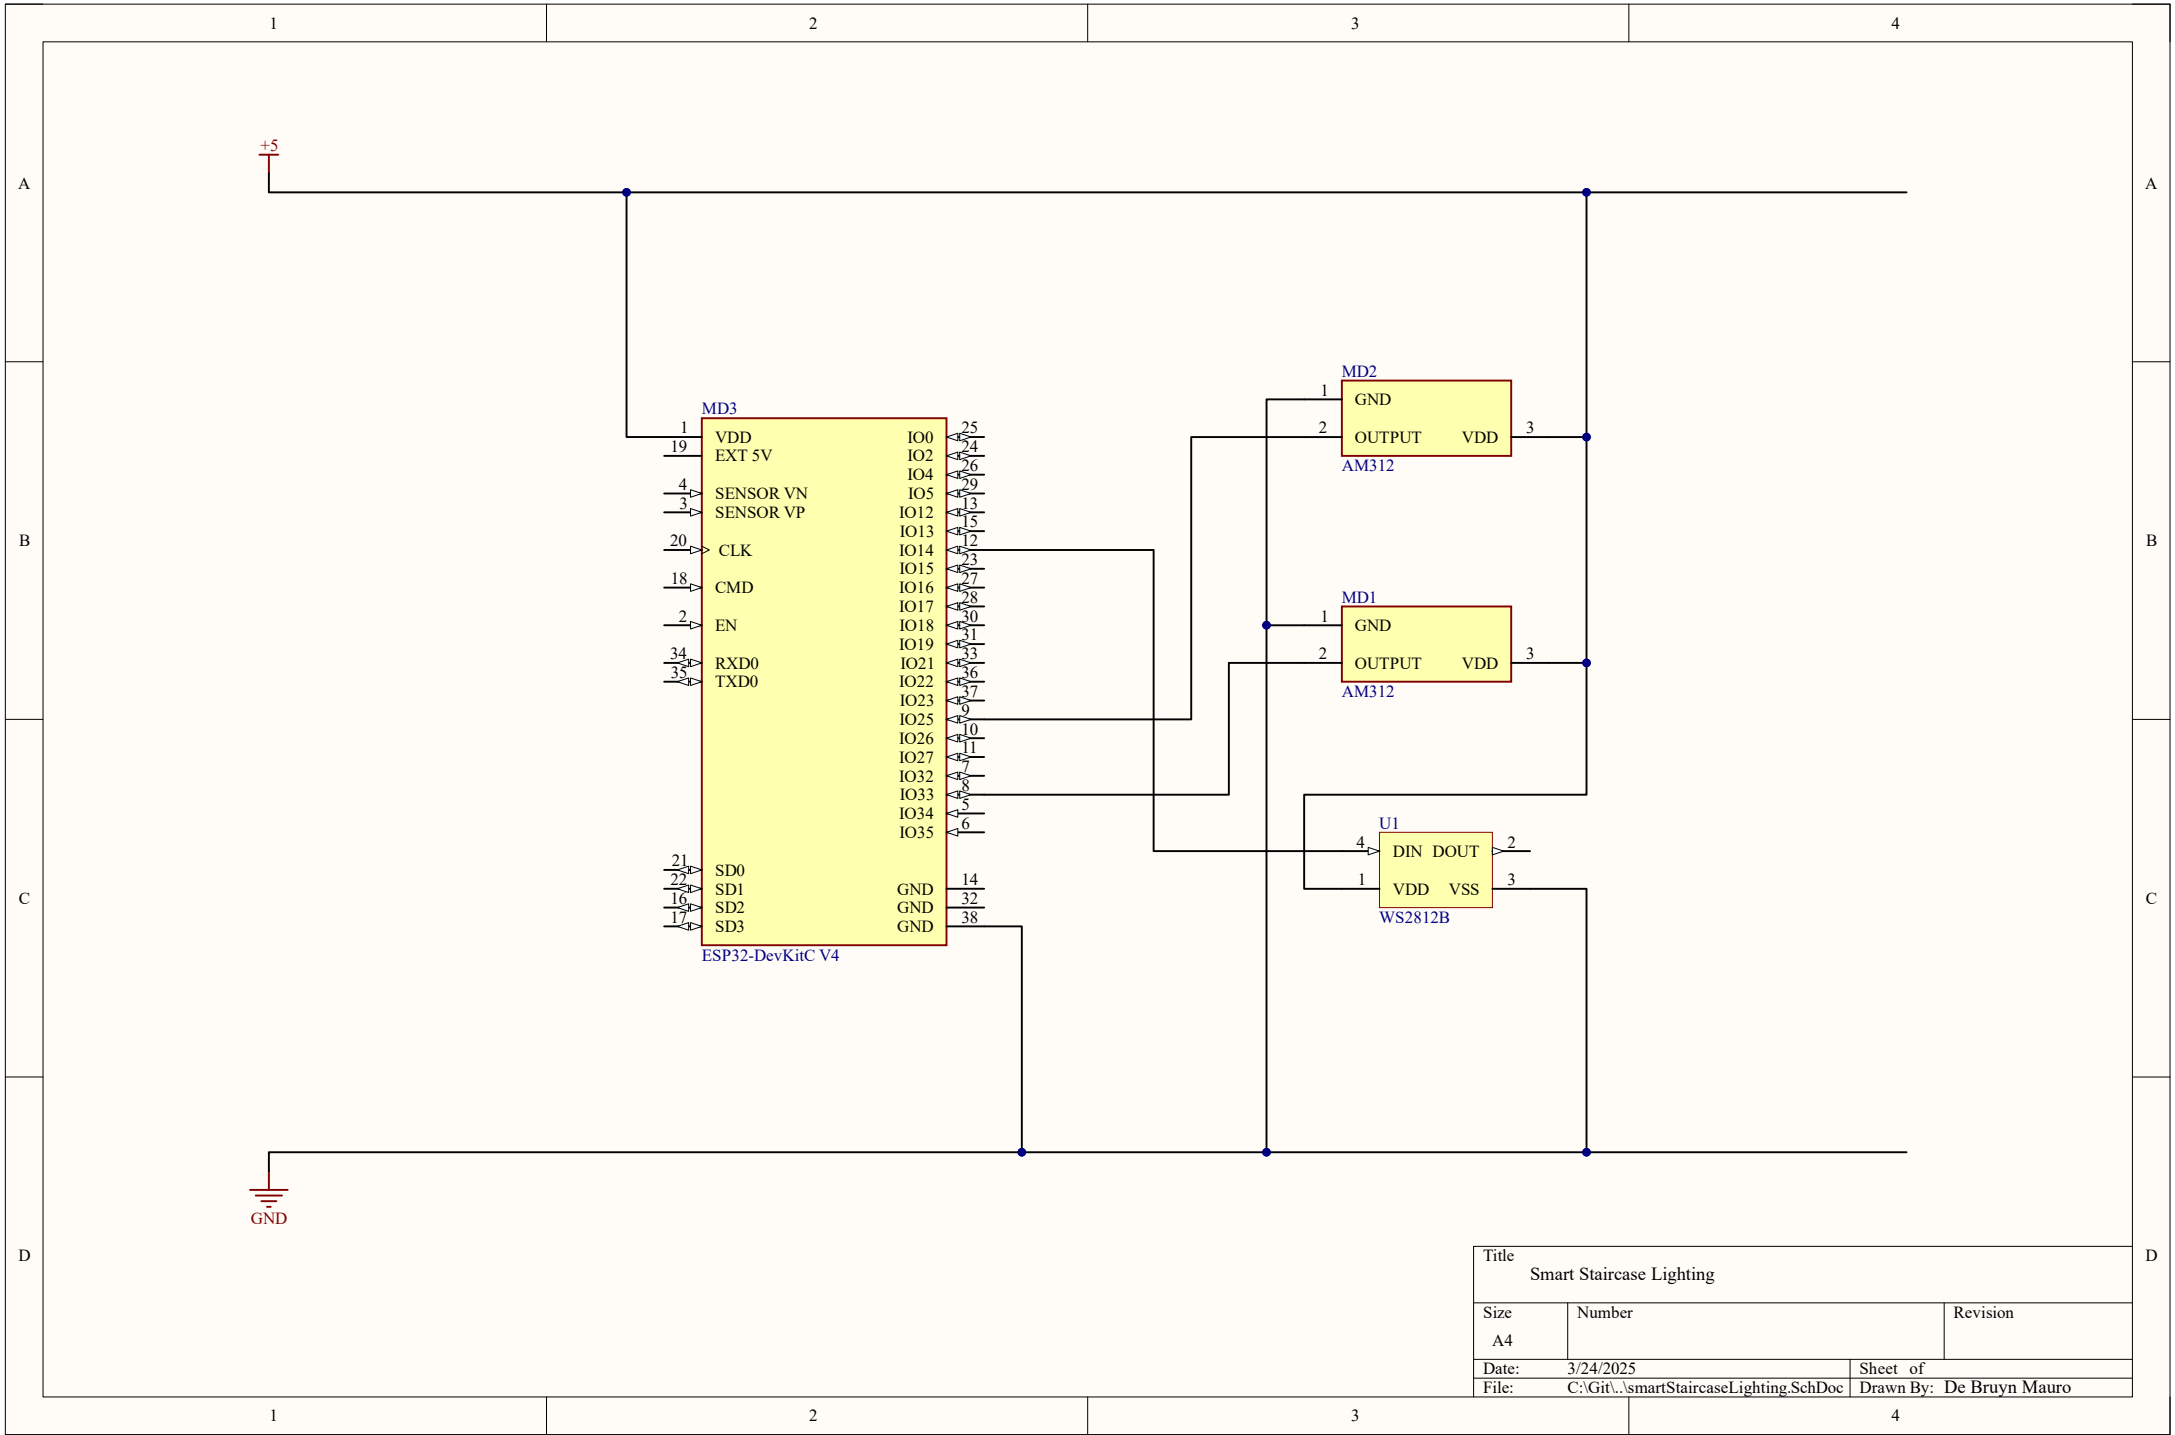 1 2 3 4
+5
A A
MD2
1 GND
2 OUTPUT VDD 3
AM312
MD3
1 VDD IO0 25
19 EXT 5V IO2 24
IO4 26
4 SENSOR VN IO5 29
3 SENSOR VP IO12 13
IO13 15
20 CLK IO14 12
IO15 23
18 CMD IO16 27
IO17 28
2 EN IO18 30
IO19 31
34 RXD0 IO21 33
35 TXD0 IO22 36
IO23 37
IO25 9
IO26 10
IO27 11
IO32 7
IO33 8
IO34 5
IO35 6
21 SD0
22 SD1 GND 14
16 SD2 GND 32
17 SD3 GND 38
ESP32-DevKitC V4
B B
MD1
1 GND
2 OUTPUT VDD 3
AM312
U1
4 DIN DOUT 2
1 VDD VSS 3
WS2812B
C C
GND
D D
Title
Smart Staircase Lighting
Size Number Revision
A4
Date: 3/24/2025 Sheet of
File: C:\Git\..\smartStaircaseLighting.SchDoc Drawn By: De Bruyn Mauro
1 2 3 4